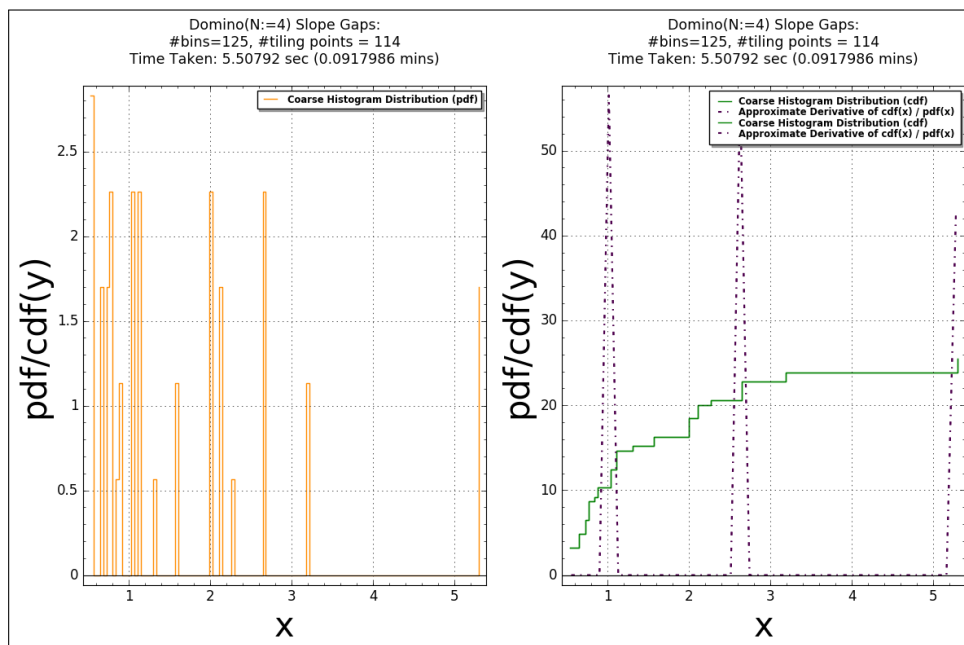 Domino(N:=4) Slope Gaps:
#bins=125, #tiling points = 114
Time Taken: 5.50792 sec (0.0917986 mins)
Coarse Histogram Distribution (pdf)
2.5
2
1.5
1
0.5
0
pdf/cdf(y)
1
2
3
4
5
x
Domino(N:=4) Slope Gaps:
#bins=125, #tiling points = 114
Time Taken: 5.50792 sec (0.0917986 mins)
Coarse Histogram Distribution (cdf)
Approximate Derivative of cdf(x) / pdf(x)
Coarse Histogram Distribution (cdf)
Approximate Derivative of cdf(x) / pdf(x)
50
40
30
20
10
0
pdf/cdf(y)
1
2
3
4
5
x